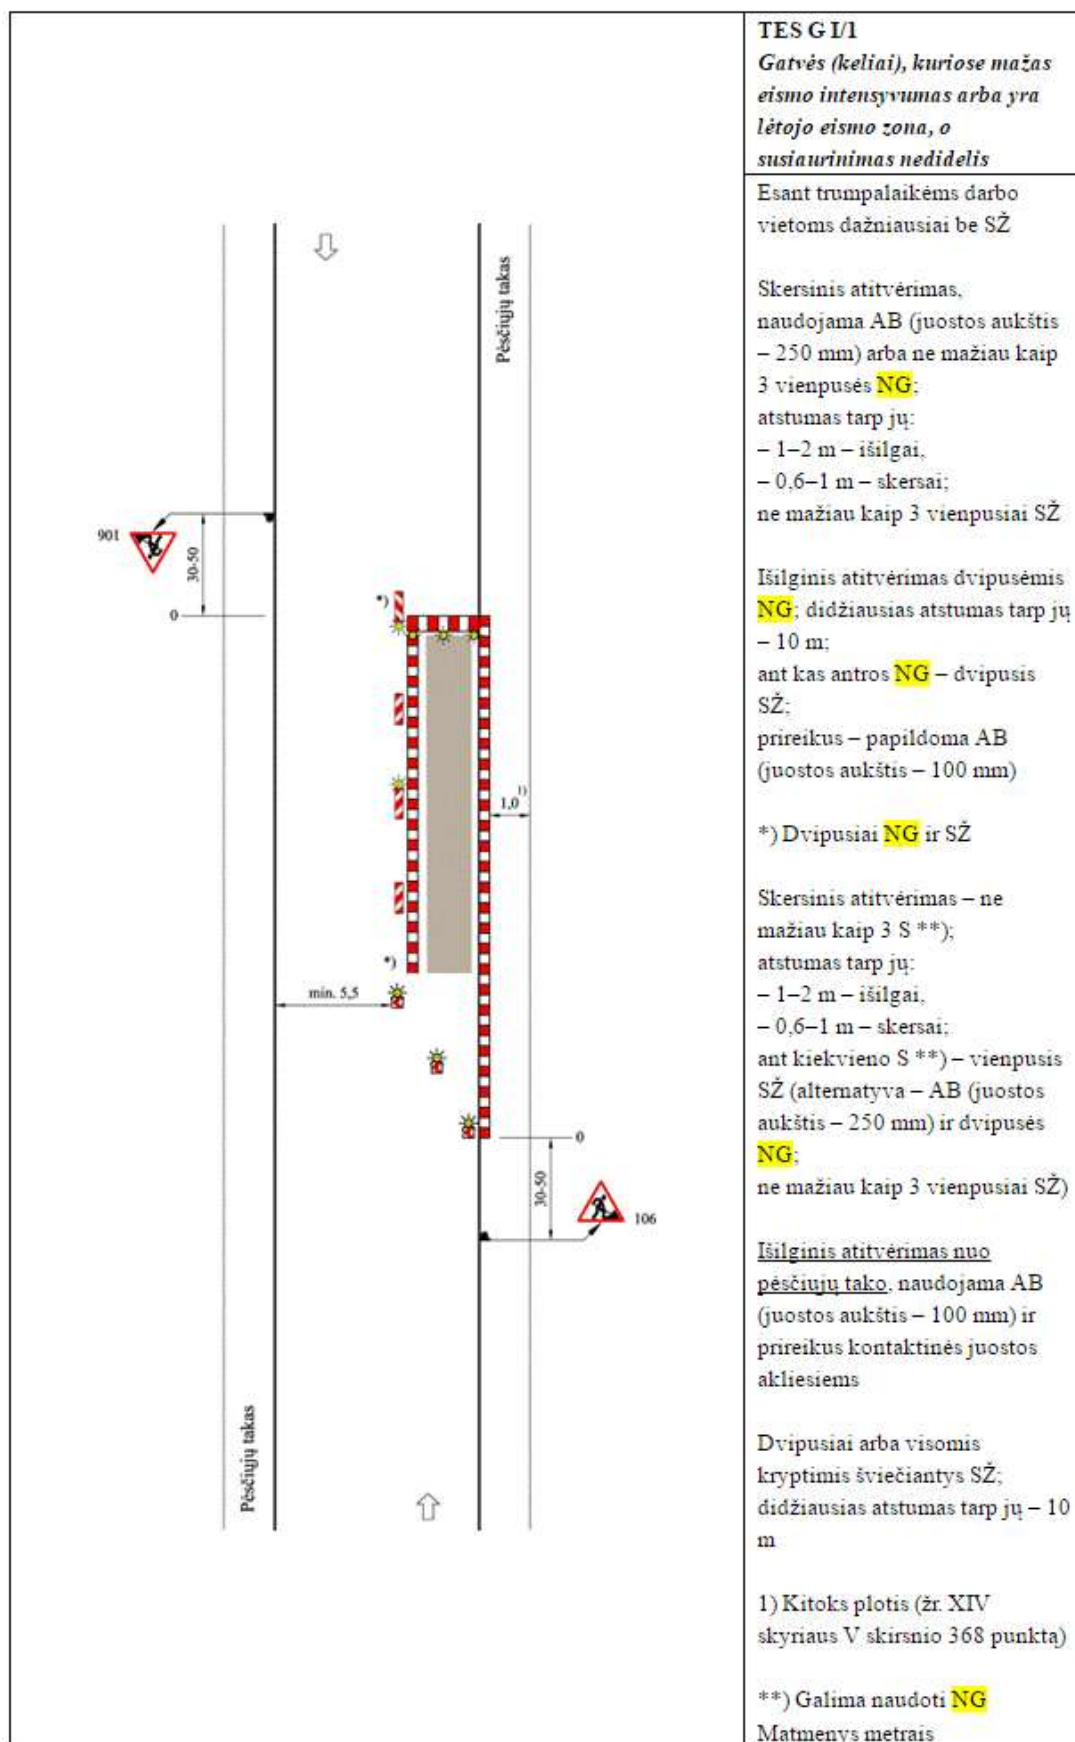 TES G I/1
Gatvės (keliai), kuriose mažas
eismo intensyvumas arba yra
lėtojo eismo zona, o
susiaurinimas nedidelis
Esant trumpalaikėms darbo
vietoms dažniausiai be SŽ
Skersinis atitvėrimas,
naudojama AB (juostos aukštis
– 250 mm) arba ne mažiau kaip
3 vienpusės NG;
atstumas tarp jų:
– 1–2 m – išilgai,
– 0,6–1 m – skersai;
ne mažiau kaip 3 vienpusiai SŽ
Išilginis atitvėrimas dvipusėmis
NG; didžiausias atstumas tarp jų
– 10 m;
ant kas antros NG – dvipusis
SŽ;
prireikus – papildoma AB
(juostos aukštis – 100 mm)
*) Dvipusiai NG ir SŽ
Skersinis atitvėrimas – ne
mažiau kaip 3 S **);
atstumas tarp jų:
– 1–2 m – išilgai,
– 0,6–1 m – skersai;
ant kiekvieno S **) – vienpusis
SŽ (alternatyva – AB (juostos
aukštis – 250 mm) ir dvipusės
NG;
ne mažiau kaip 3 vienpusiai SŽ)
Išilginis atitvėrimas nuo
pėsčiųjų tako, naudojama AB
(juostos aukštis – 100 mm) ir
prireikus kontaktinės juostos
akliesiems
Dvipusiai arba visomis
kryptimis šviečiantys SŽ;
didžiausias atstumas tarp jų – 10
m
1) Kitoks plotis (žr. XIV
skyriaus V skirsnio 368 punktą)
**) Galima naudoti NG
Matmenys metrais
Pėsčiųjų takas
901
30-50
0
*)
1,0 1)
*)
min. 5,5
0
30-50
106
Pėsčiųjų takas